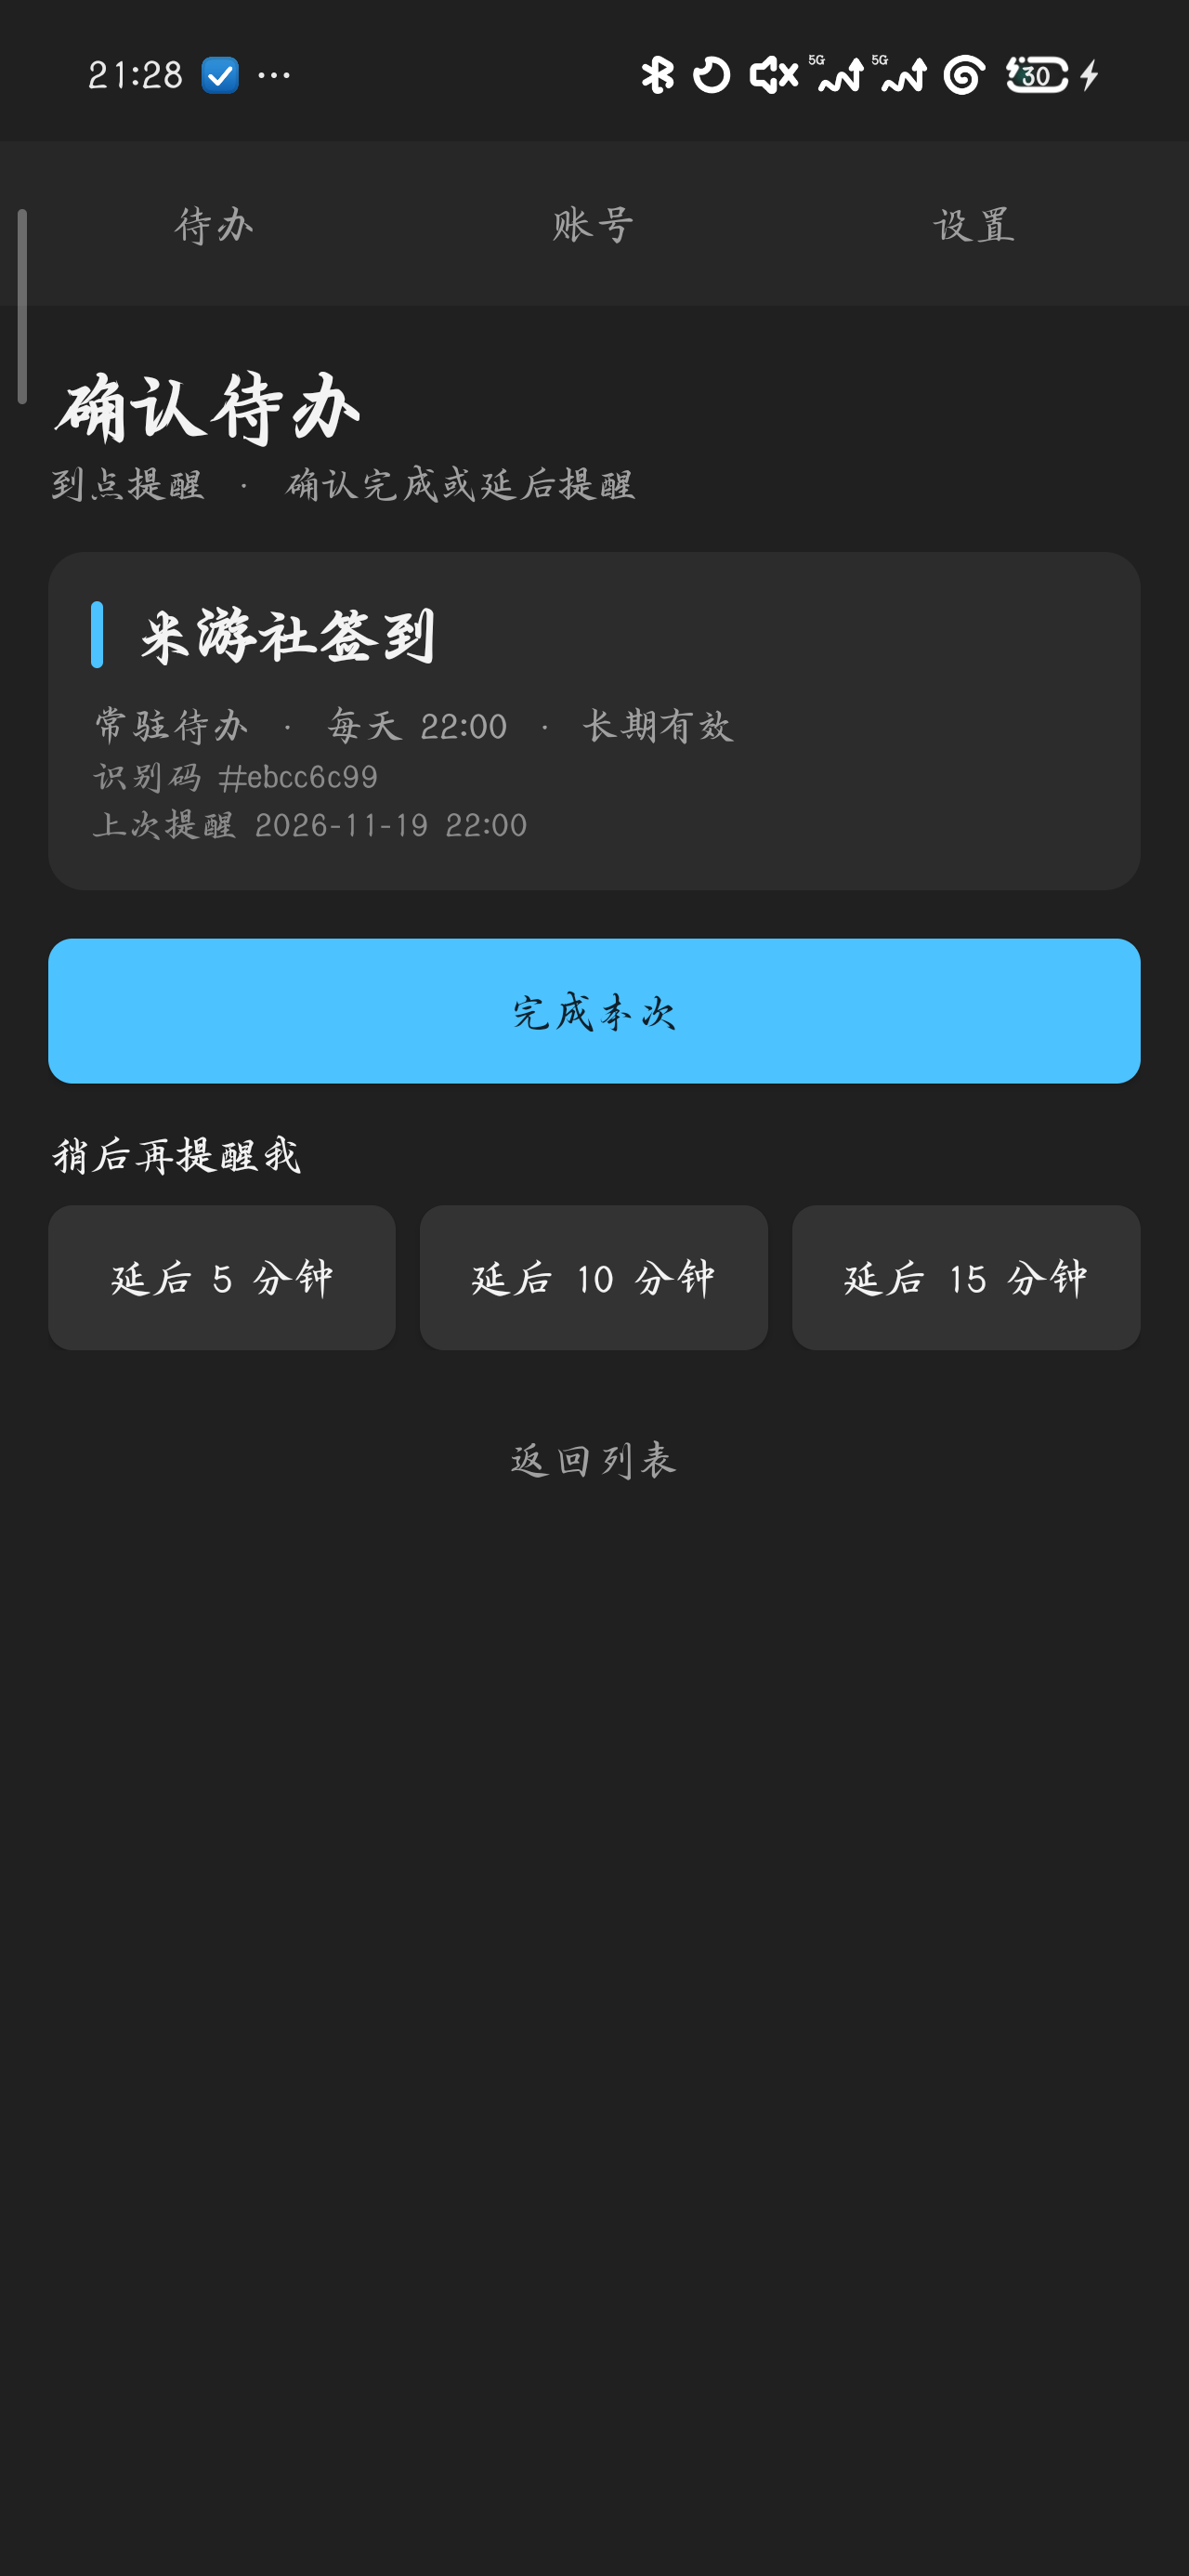 21:28 ☑ ···
5G 5G 30
待办 账号 设置
确认待办
到点提醒 · 确认完成或延后提醒
米游社签到
常驻待办 · 每天 22:00 · 长期有效
识别码 #ebcc6c99
上次提醒 2026-11-19 22:00
完成本次
稍后再提醒我
延后 5 分钟 延后 10 分钟 延后 15 分钟
返回列表